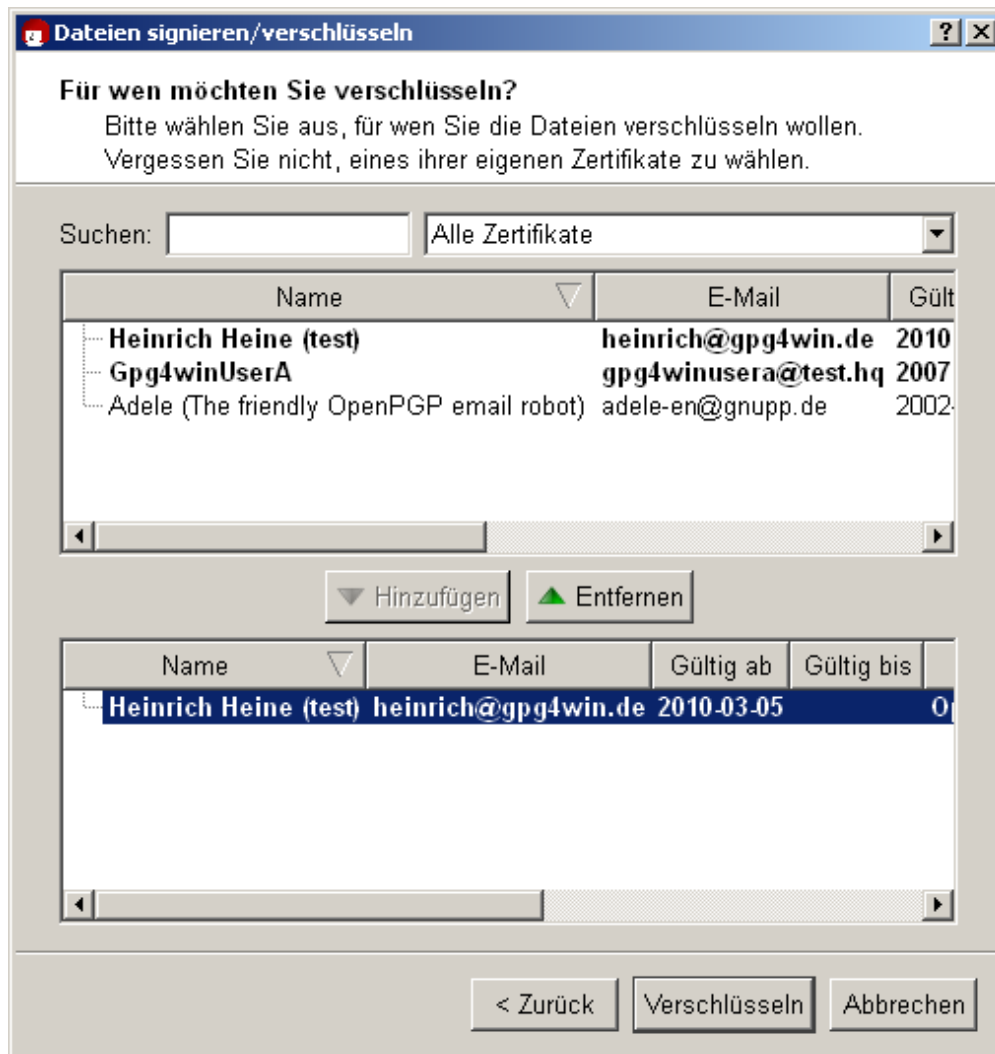 Dateien signieren/verschlüsseln
Für wen möchten Sie verschlüsseln?
Bitte wählen Sie aus, für wen Sie die Dateien verschlüsseln wollen.
Vergessen Sie nicht, eines ihrer eigenen Zertifikate zu wählen.
Suchen: Alle Zertifikate
Name E-Mail Gült
Heinrich Heine (test) heinrich@gpg4win.de 2010
Gpg4winUserA gpg4winusera@test.hq 2007
Adele (The friendly OpenPGP email robot) adele-en@gnupp.de 2002-
Hinzufügen Entfernen
Name E-Mail Gültig ab Gültig bis
Heinrich Heine (test) heinrich@gpg4win.de 2010-03-05
< Zurück Verschlüsseln Abbrechen